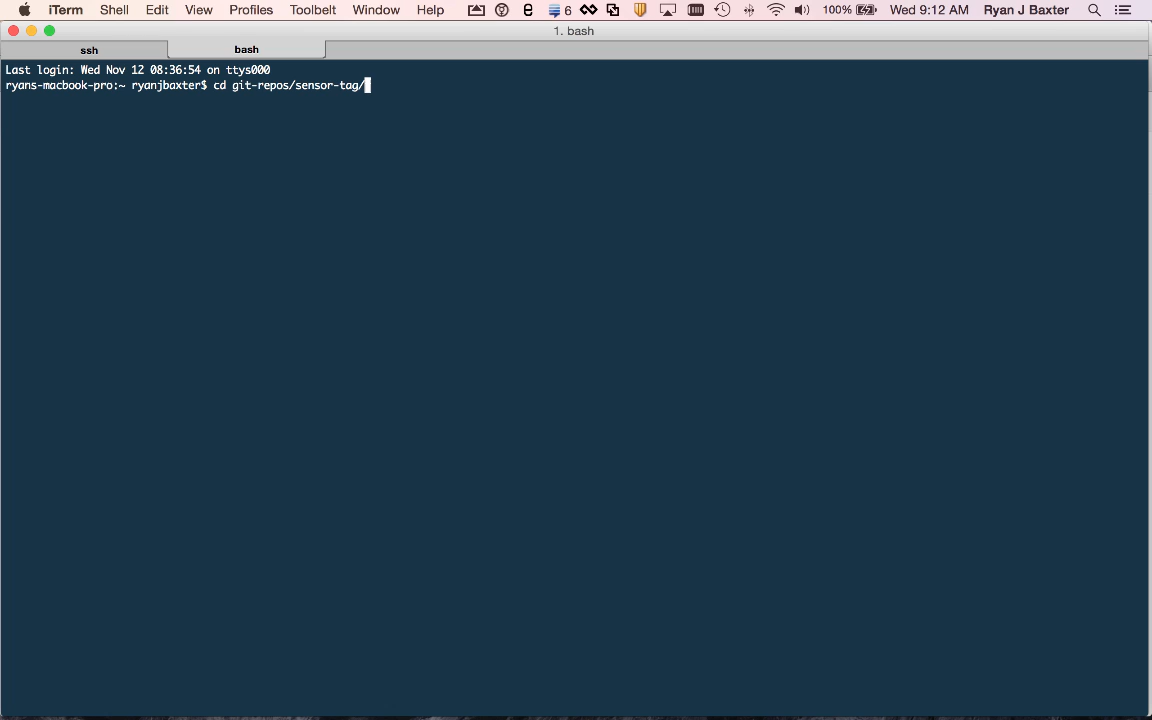 iTerm Shell Edit View Profiles Toolbelt Window Help 6 100% Wed 9:12 AM Ryan J Baxter
1. bash
ssh bash
Last login: Wed Nov 12 08:36:54 on ttys000
ryans-macbook-pro:~ ryanjbaxter$ cd git-repos/sensor-tag/